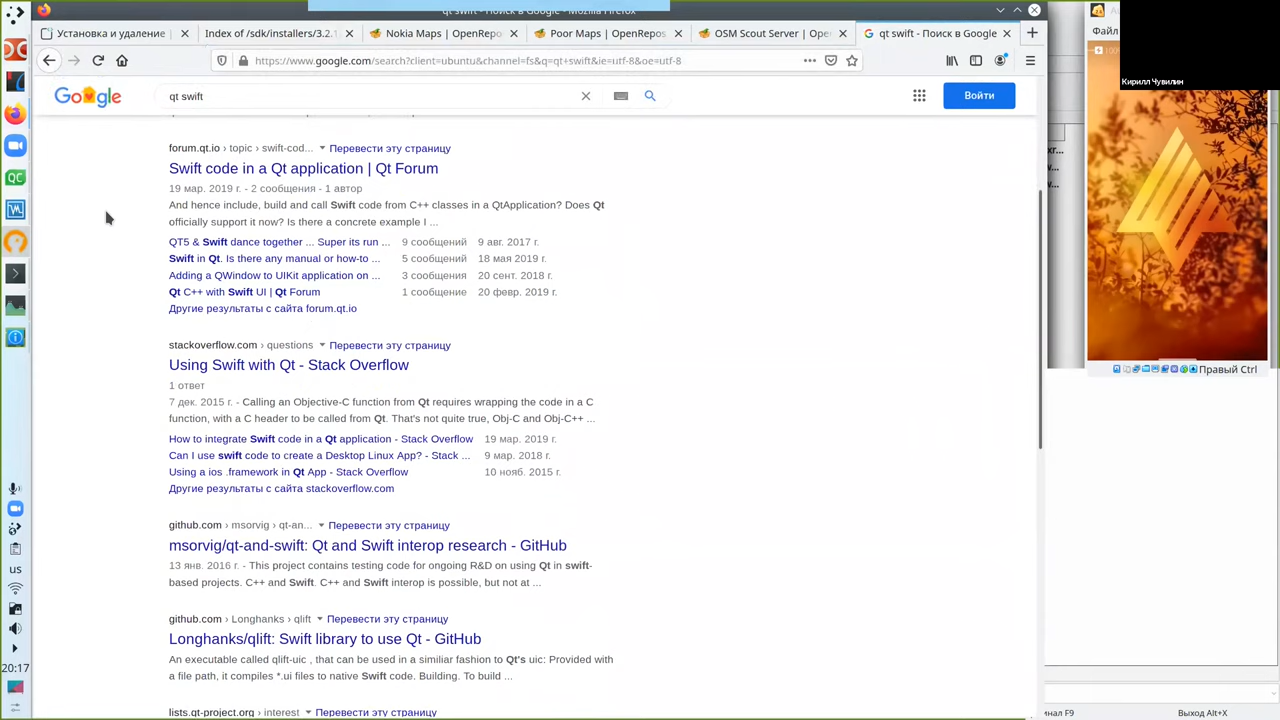 qt swift - Поиск в Google — Mozilla Firefox
Установка и удаление
Index of /sdk/installers/3.2.
Nokia Maps | OpenRepo
Poor Maps | OpenRepos
OSM Scout Server | Ope
qt swift - Поиск в Google
https://www.google.com/search?client=ubuntu&channel=fs&q=qt+swift&ie=utf-8&oe=utf-8
Google
qt swift
Войти
forum.qt.io › topic › swift-cod... Перевести эту страницу
Swift code in a Qt application | Qt Forum
19 мар. 2019 г. - 2 сообщения - 1 автор
And hence include, build and call Swift code from C++ classes in a QtApplication? Does Qt
officially support it now? Is there a concrete example I ...
QT5 & Swift dance together ... Super its run ... 9 сообщений 9 авг. 2017 г.
Swift in Qt. Is there any manual or how-to ... 5 сообщений 18 мая 2019 г.
Adding a QWindow to UIKit application on ... 3 сообщения 20 сент. 2018 г.
Qt C++ with Swift UI | Qt Forum 1 сообщение 20 февр. 2019 г.
Другие результаты с сайта forum.qt.io
stackoverflow.com › questions Перевести эту страницу
Using Swift with Qt - Stack Overflow
1 ответ
7 дек. 2015 г. - Calling an Objective-C function from Qt requires wrapping the code in a C
function, with a C header to be called from Qt. That's not quite true, Obj-C and Obj-C++ ...
How to integrate Swift code in a Qt application - Stack Overflow 19 мар. 2019 г.
Can I use swift code to create a Desktop Linux App? - Stack ... 9 мар. 2018 г.
Using a ios .framework in Qt App - Stack Overflow 10 нояб. 2015 г.
Другие результаты с сайта stackoverflow.com
github.com › msorvig › qt-an... Перевести эту страницу
msorvig/qt-and-swift: Qt and Swift interop research - GitHub
13 янв. 2016 г. - This project contains testing code for ongoing R&D on using Qt in swift-
based projects. C++ and Swift. C++ and Swift interop is possible, but not at ...
github.com › Longhanks › qlift Перевести эту страницу
Longhanks/qlift: Swift library to use Qt - GitHub
An executable called qlift-uic , that can be used in a similiar fashion to Qt's uic: Provided with
a file path, it compiles *.ui files to native Swift code. Building. To build ...
lists.qt-project.org › interest Перевести эту страницу
QC
us
20:17
Файл
Кирилл Чувилин
Правый Ctrl
инал F9
Выход Alt+X